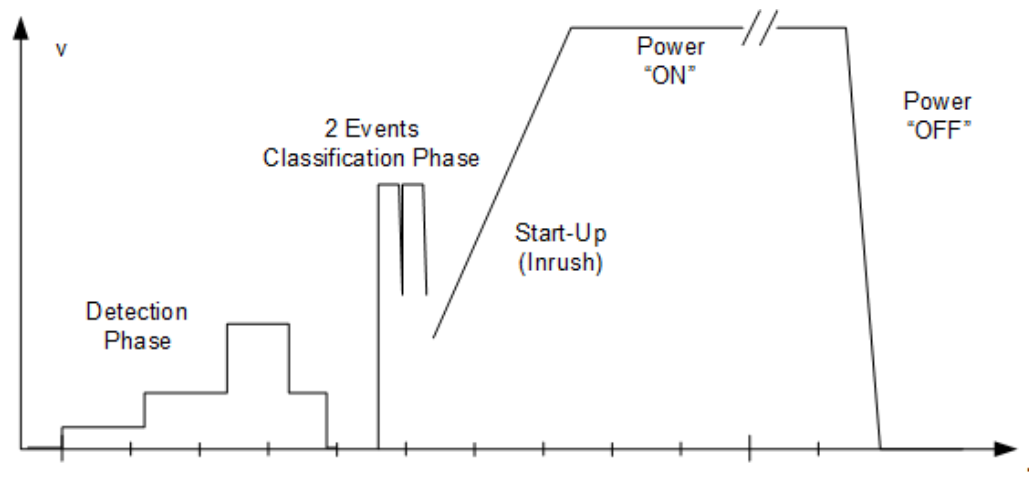 v
Power
“ON”
Power
“OFF”
2 Events
Classification Phase
Start-Up
(Inrush)
Detection
Phase